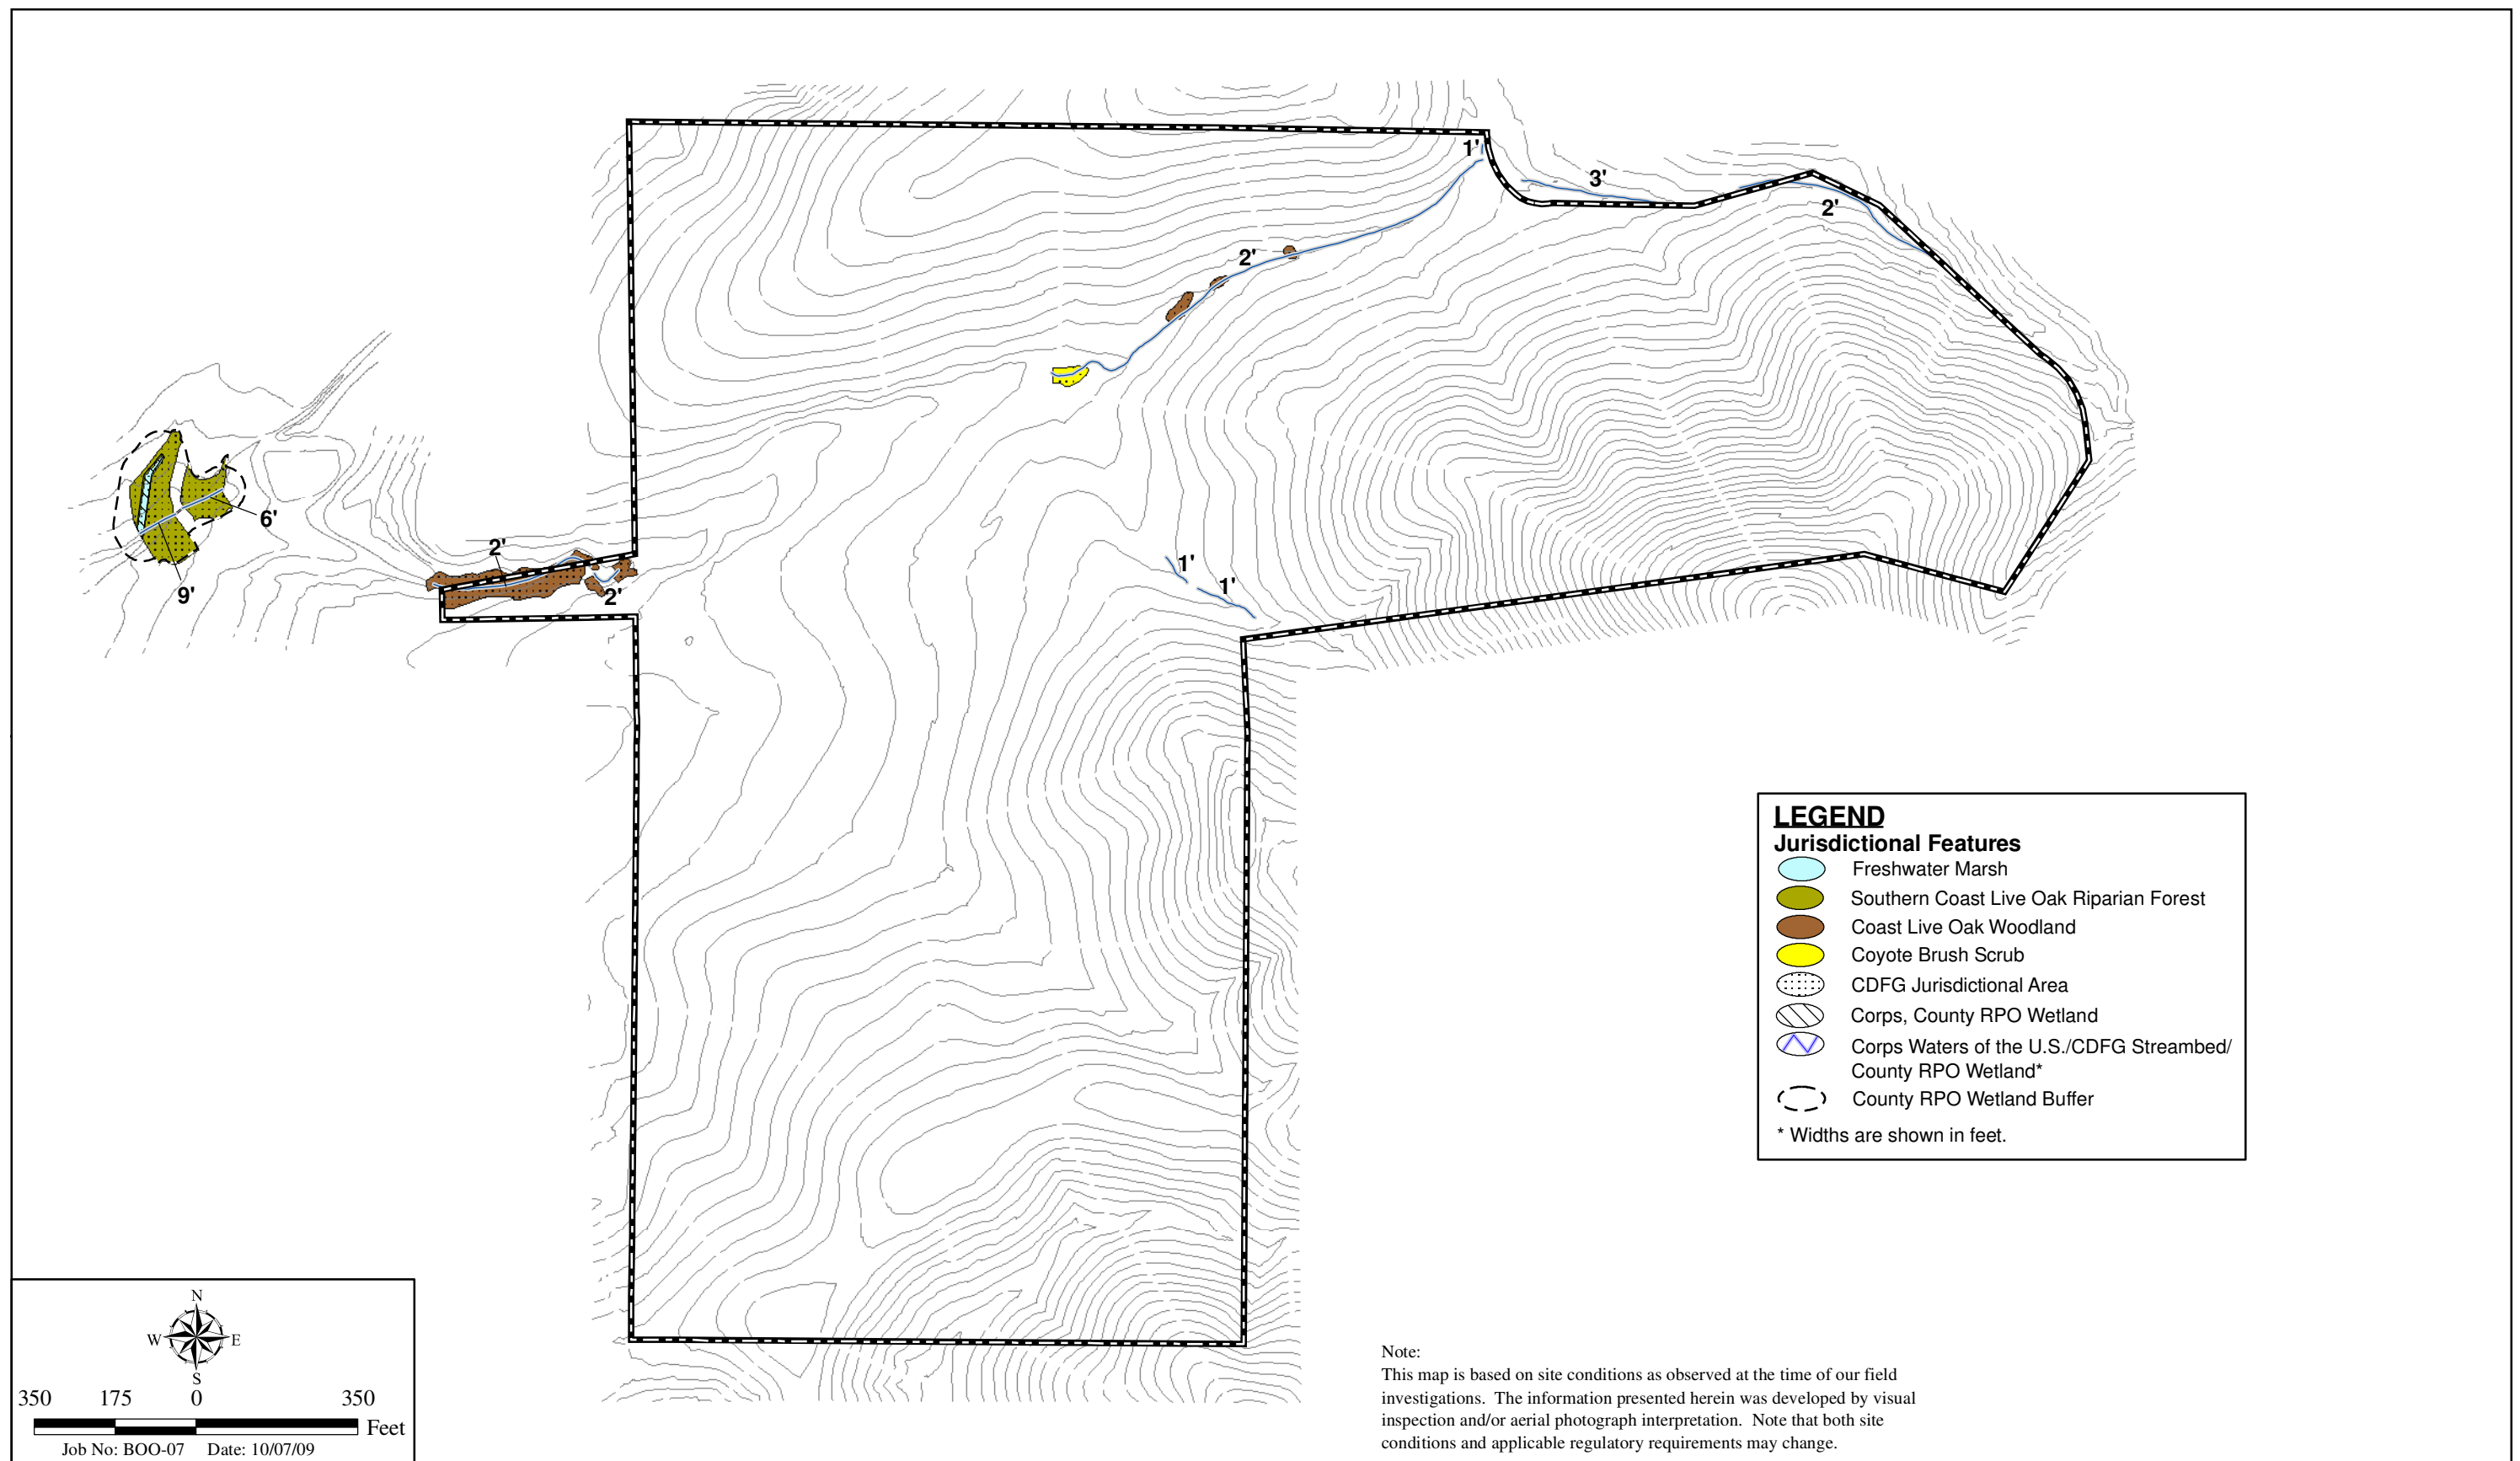 1'
3'
2'
2'
6'
2'
9'
2'
1'
1'
LEGEND
Jurisdictional Features
Freshwater Marsh
Southern Coast Live Oak Riparian Forest
Coast Live Oak Woodland
Coyote Brush Scrub
CDFG Jurisdictional Area
Corps, County RPO Wetland
Corps Waters of the U.S./CDFG Streambed/
County RPO Wetland*
County RPO Wetland Buffer
* Widths are shown in feet.
N
W E
S
350 175 0 350
Feet
Job No: BOO-07 Date: 10/07/09
Note:
This map is based on site conditions as observed at the time of our field
investigations. The information presented herein was developed by visual
inspection and/or aerial photograph interpretation. Note that both site
conditions and applicable regulatory requirements may change.